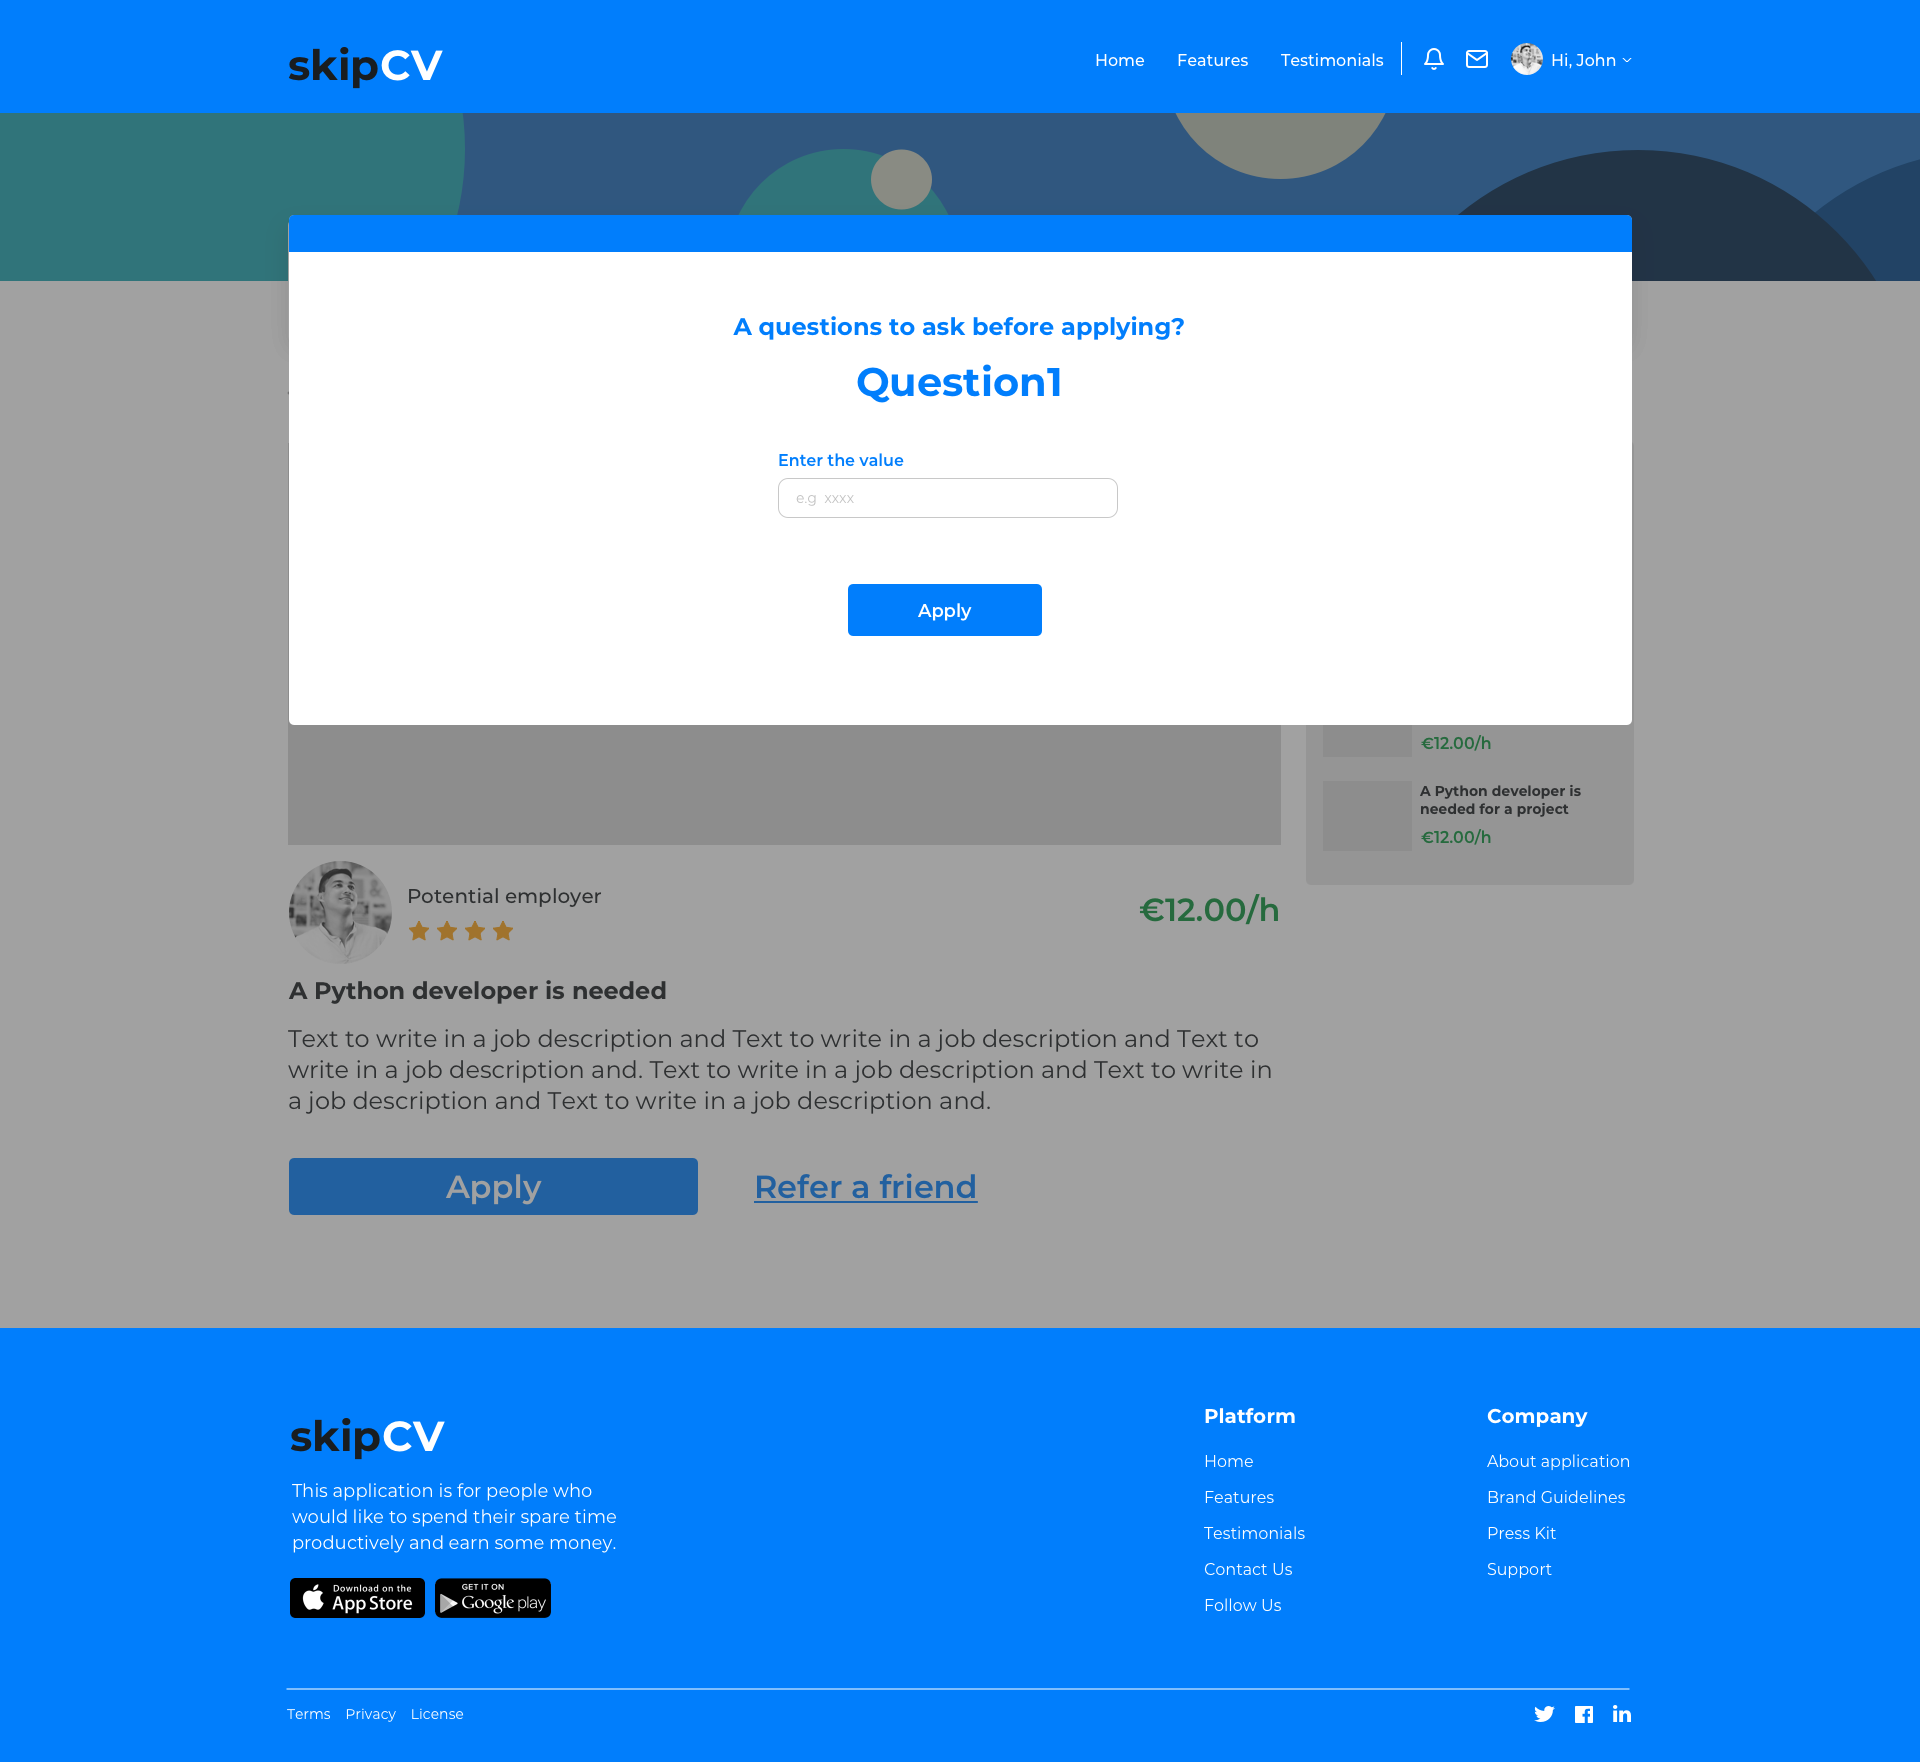 skipCV
Home Features Testimonials Hi, John
A questions to ask before applying?
Question1
Enter the value
e.g xxxx
Apply
€12.00/h
A Python developer is
needed for a project
€12.00/h
Potential employer
€12.00/h
A Python developer is needed
Text to write in a job description and Text to write in a job description and Text to
write in a job description and. Text to write in a job description and Text to write in
a job description and Text to write in a job description and.
Apply Refer a friend
skipCV
This application is for people who
would like to spend their spare time
productively and earn some money.
Download on the
App Store
GET IT ON
Google play
Platform
Home
Features
Testimonials
Contact Us
Follow Us
Company
About application
Brand Guidelines
Press Kit
Support
Terms Privacy License